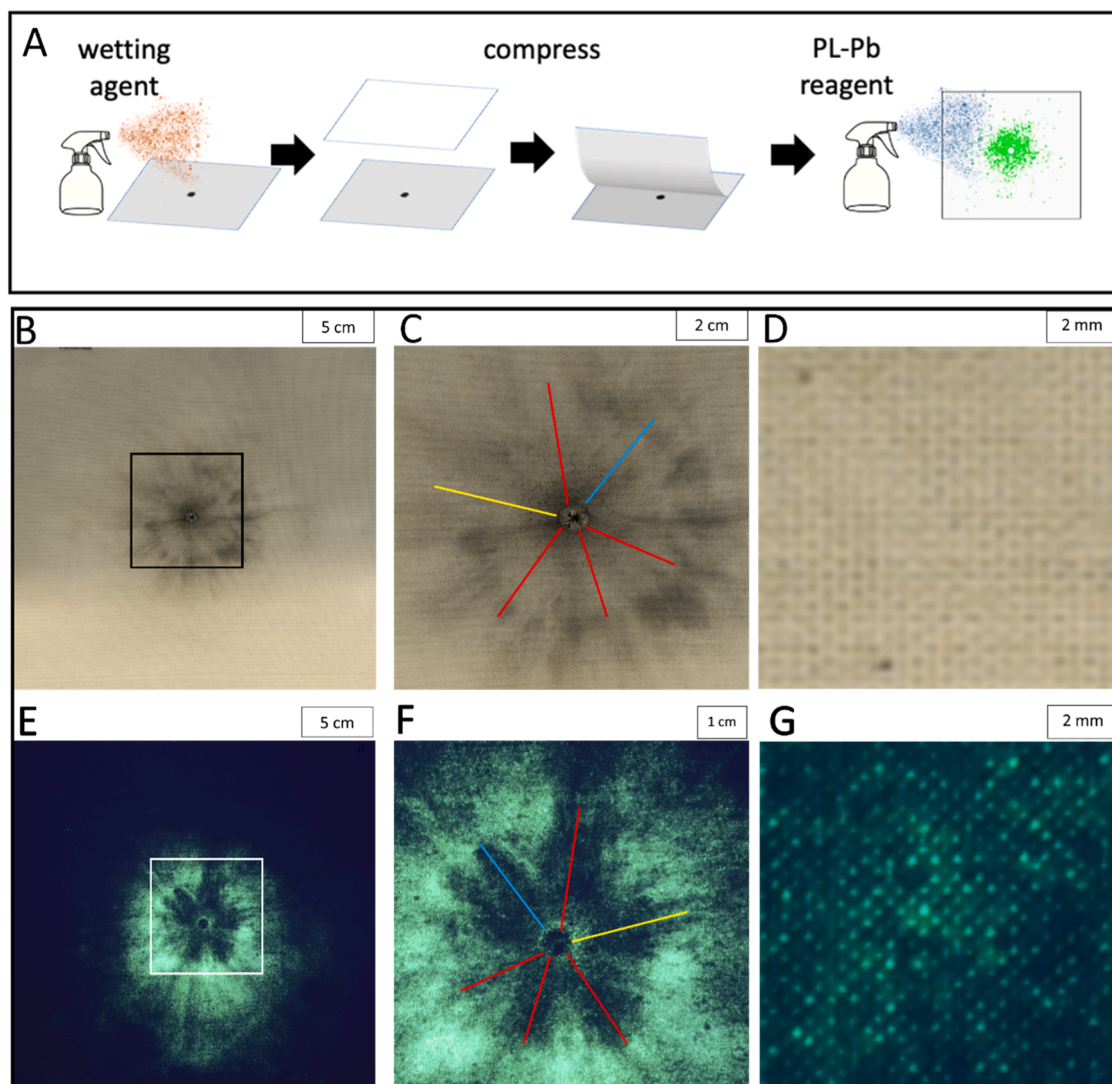 A
wetting
agent
compress
PL-Pb
reagent
B
5 cm
C
2 cm
D
2 mm
E
5 cm
F
1 cm
G
2 mm